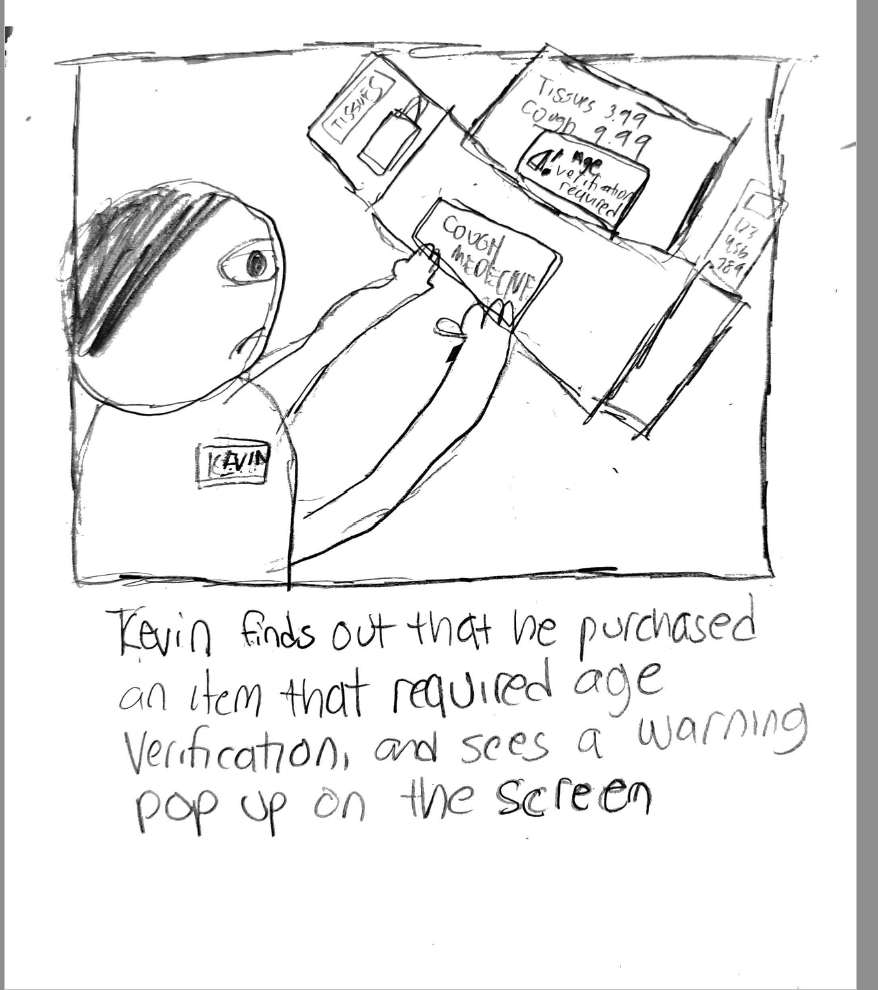 TISSUES
Tissues 3.99
Cough 9.99
! Age
verification
required
COUGH
MEDECINE
123
456
789
KEVIN
Kevin finds out that he purchased
an item that required age
Verification, and sees a warning
pop up on the screen